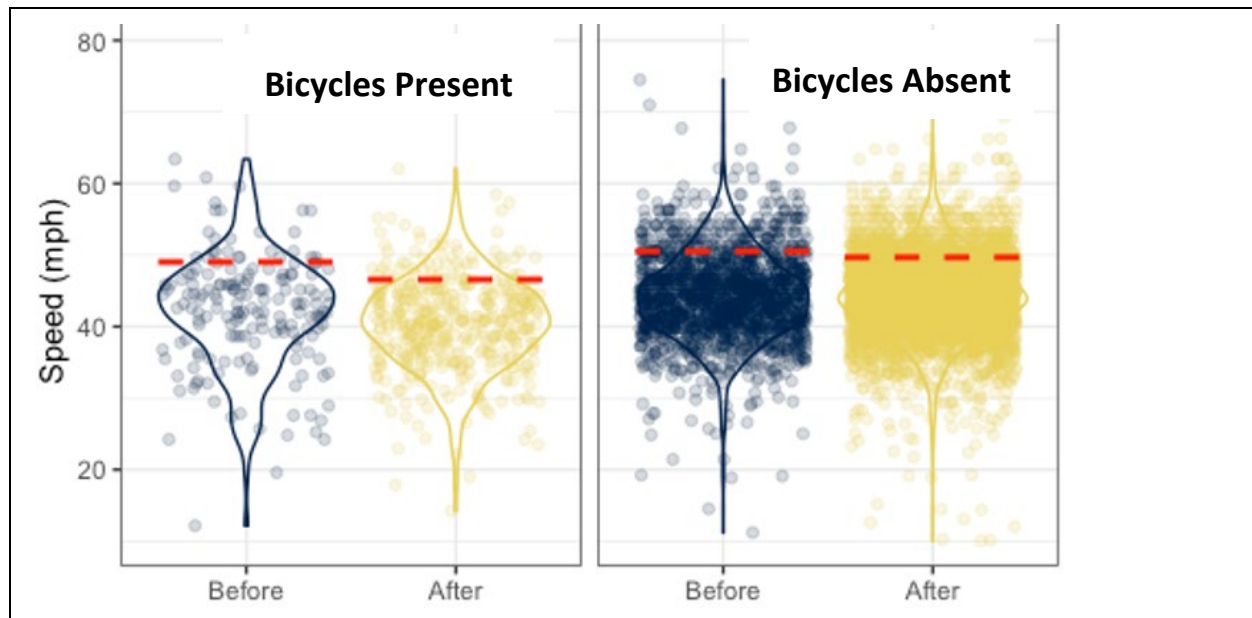 Bicycles Present
Bicycles Absent
Speed (mph)
80
60
40
20
Before
After
Before
After